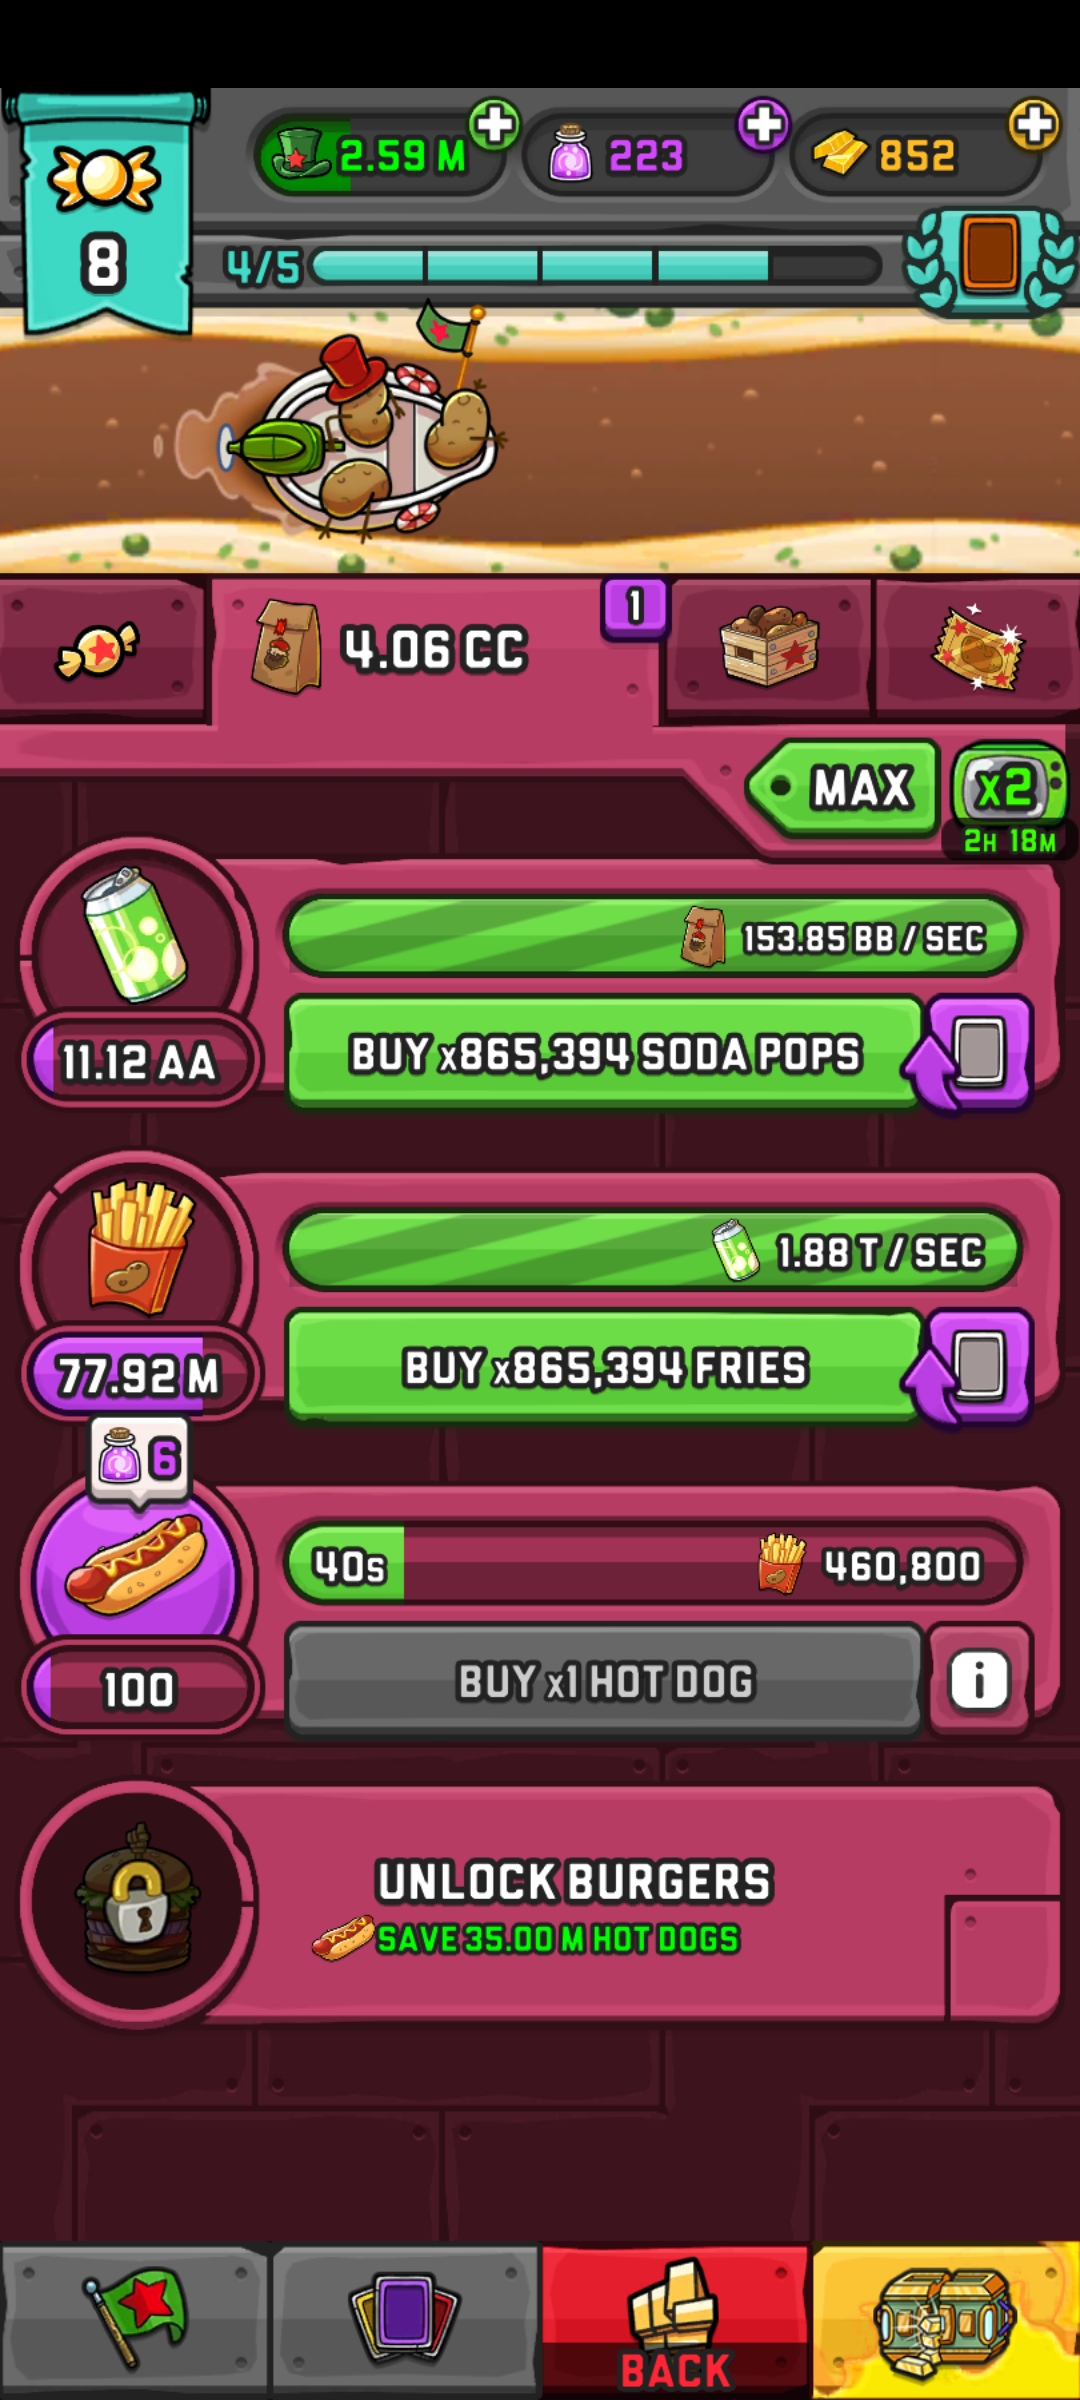 2.59 M
223
852
8
4/5
4.06 CC
1
MAX
x2
2H 18M
153.85 BB / SEC
11.12 AA
BUY x865,394 SODA POPS
1.88 T / SEC
77.92 M
BUY x865,394 FRIES
6
40s
460,800
100
BUY x1 HOT DOG
i
UNLOCK BURGERS
SAVE 35.00 M HOT DOGS
BACK